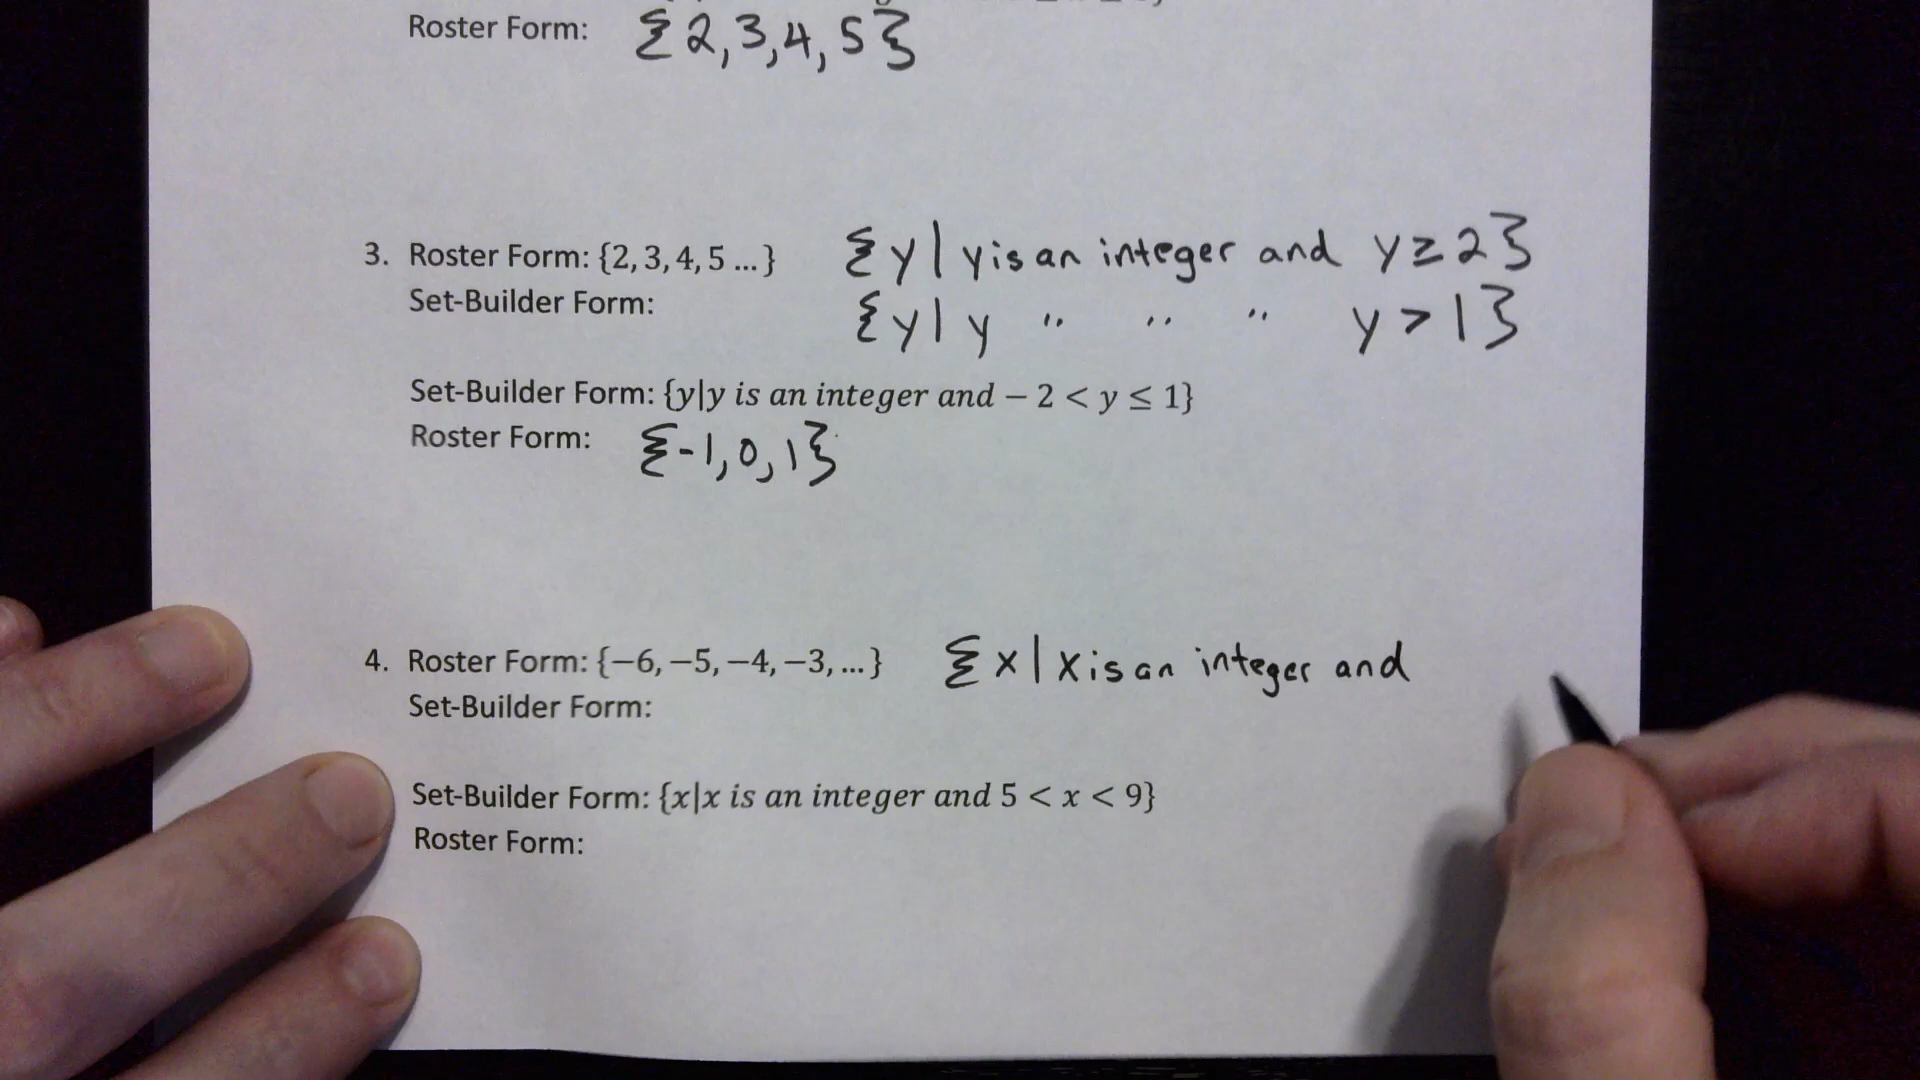 Roster Form: {2,3,4,5}
3. Roster Form: {2, 3, 4, 5 ...} {y|y is an integer and y≥2}
Set-Builder Form: {y|y " " " y>1}
Set-Builder Form: {y|y is an integer and − 2 < y ≤ 1}
Roster Form: {-1,0,1}
4. Roster Form: {−6, −5, −4, −3, ...} {x|x is an integer and
Set-Builder Form:
Set-Builder Form: {x|x is an integer and 5 < x < 9}
Roster Form: